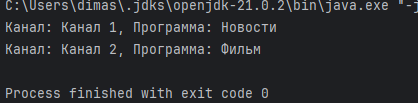 C:\Users\dimas\.jdks\openjdk-21.0.2\bin\java.exe "-j
Канал: Канал 1, Программа: Новости
Канал: Канал 2, Программа: Фильм
Process finished with exit code 0